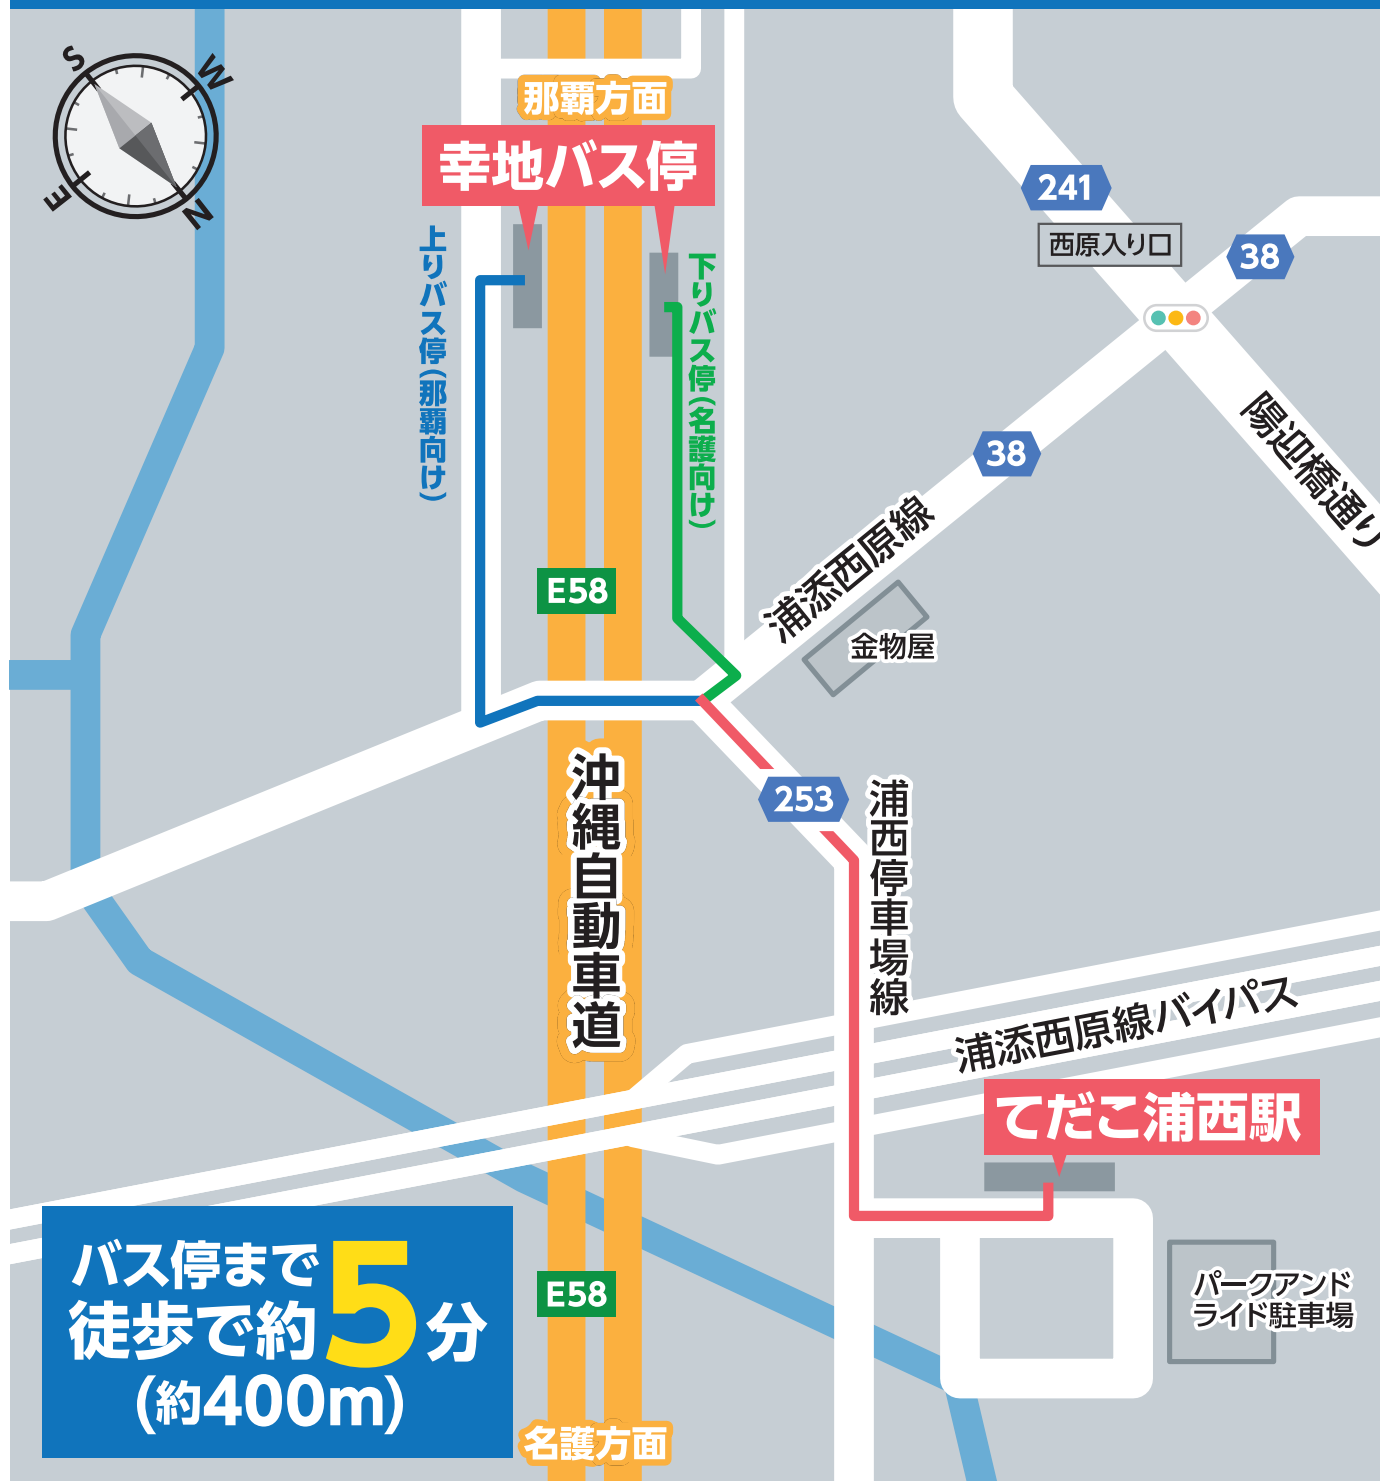 S
W
E
N
那覇方面
幸地バス停
上りバス停(那覇向け)
下りバス停(名護向け)
241
西原入り口
38
38
陽迎橋通り
浦添西原線
金物屋
E58
253
沖縄自動車道
浦西停車場線
浦添西原線バイパス
てだこ浦西駅
パークアンド
ライド駐車場
バス停まで
徒歩で約5分
(約400m)
E58
名護方面